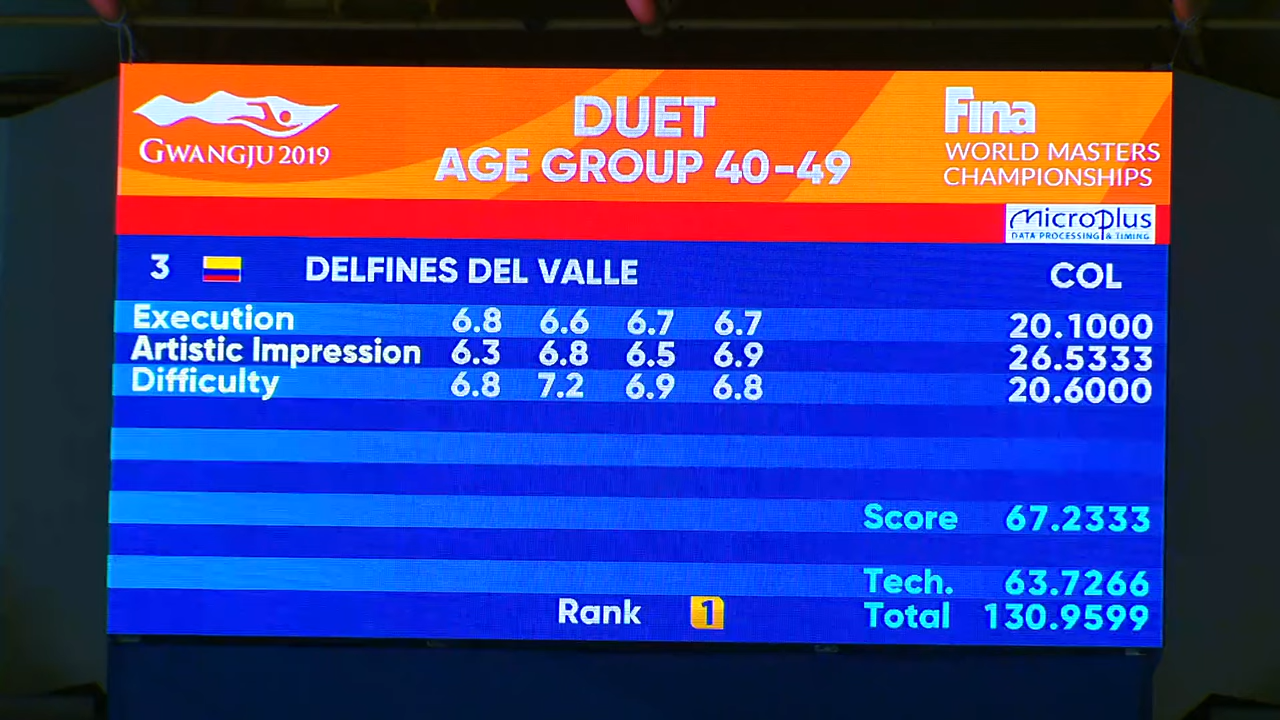 GWANGJU 2019
DUET
AGE GROUP 40-49
Fina
WORLD MASTERS
CHAMPIONSHIPS
Microplus
DATA PROCESSING & TIMING
3 DELFINES DEL VALLE COL
Execution 6.8 6.6 6.7 6.7 20.1000
Artistic Impression 6.3 6.8 6.5 6.9 26.5333
Difficulty 6.8 7.2 6.9 6.8 20.6000
Score 67.2333
Tech. 63.7266
Rank 1 Total 130.9599